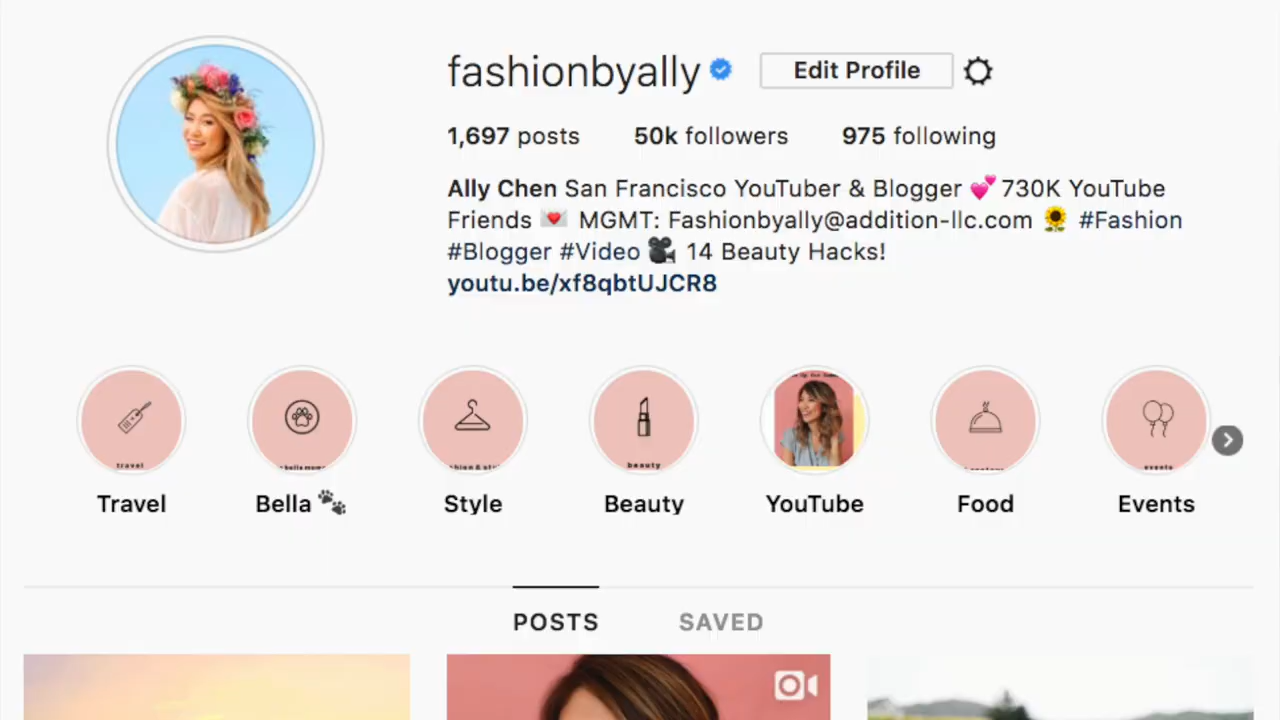 fashionbyally Edit Profile
1,697 posts 50k followers 975 following
Ally Chen San Francisco YouTuber & Blogger 💕 730K YouTube
Friends 💌 MGMT: Fashionbyally@addition-llc.com 🌻 #Fashion
#Blogger #Video 🎥 14 Beauty Hacks!
youtu.be/xf8qbtUJCR8
travel
beauty
events
Travel Bella 🐾 Style Beauty YouTube Food Events
POSTS SAVED